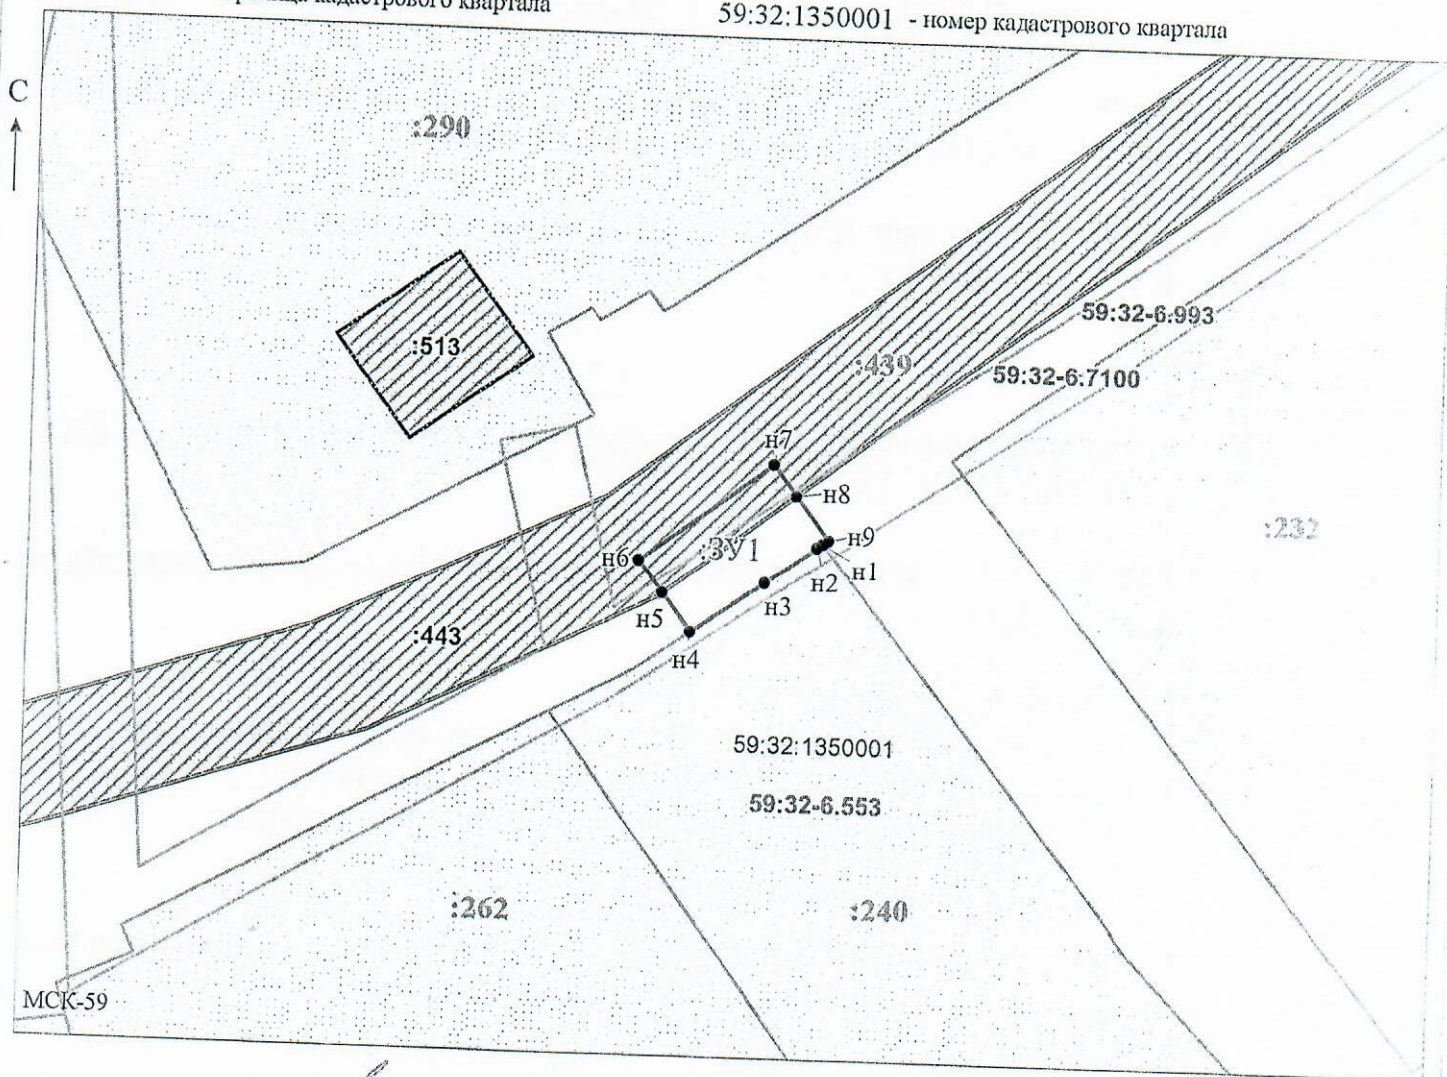 кадастрового квартала
59:32:1350001 - номер кадастрового квартала
С
:290
:513
59:32-6.993
:439
59:32-6.7100
н7
н8
:232
н6
:ЗУ1
н9
н2
н1
н3
н5
:443
н4
59:32:1350001
59:32-6.553
:262
:240
МСК-59